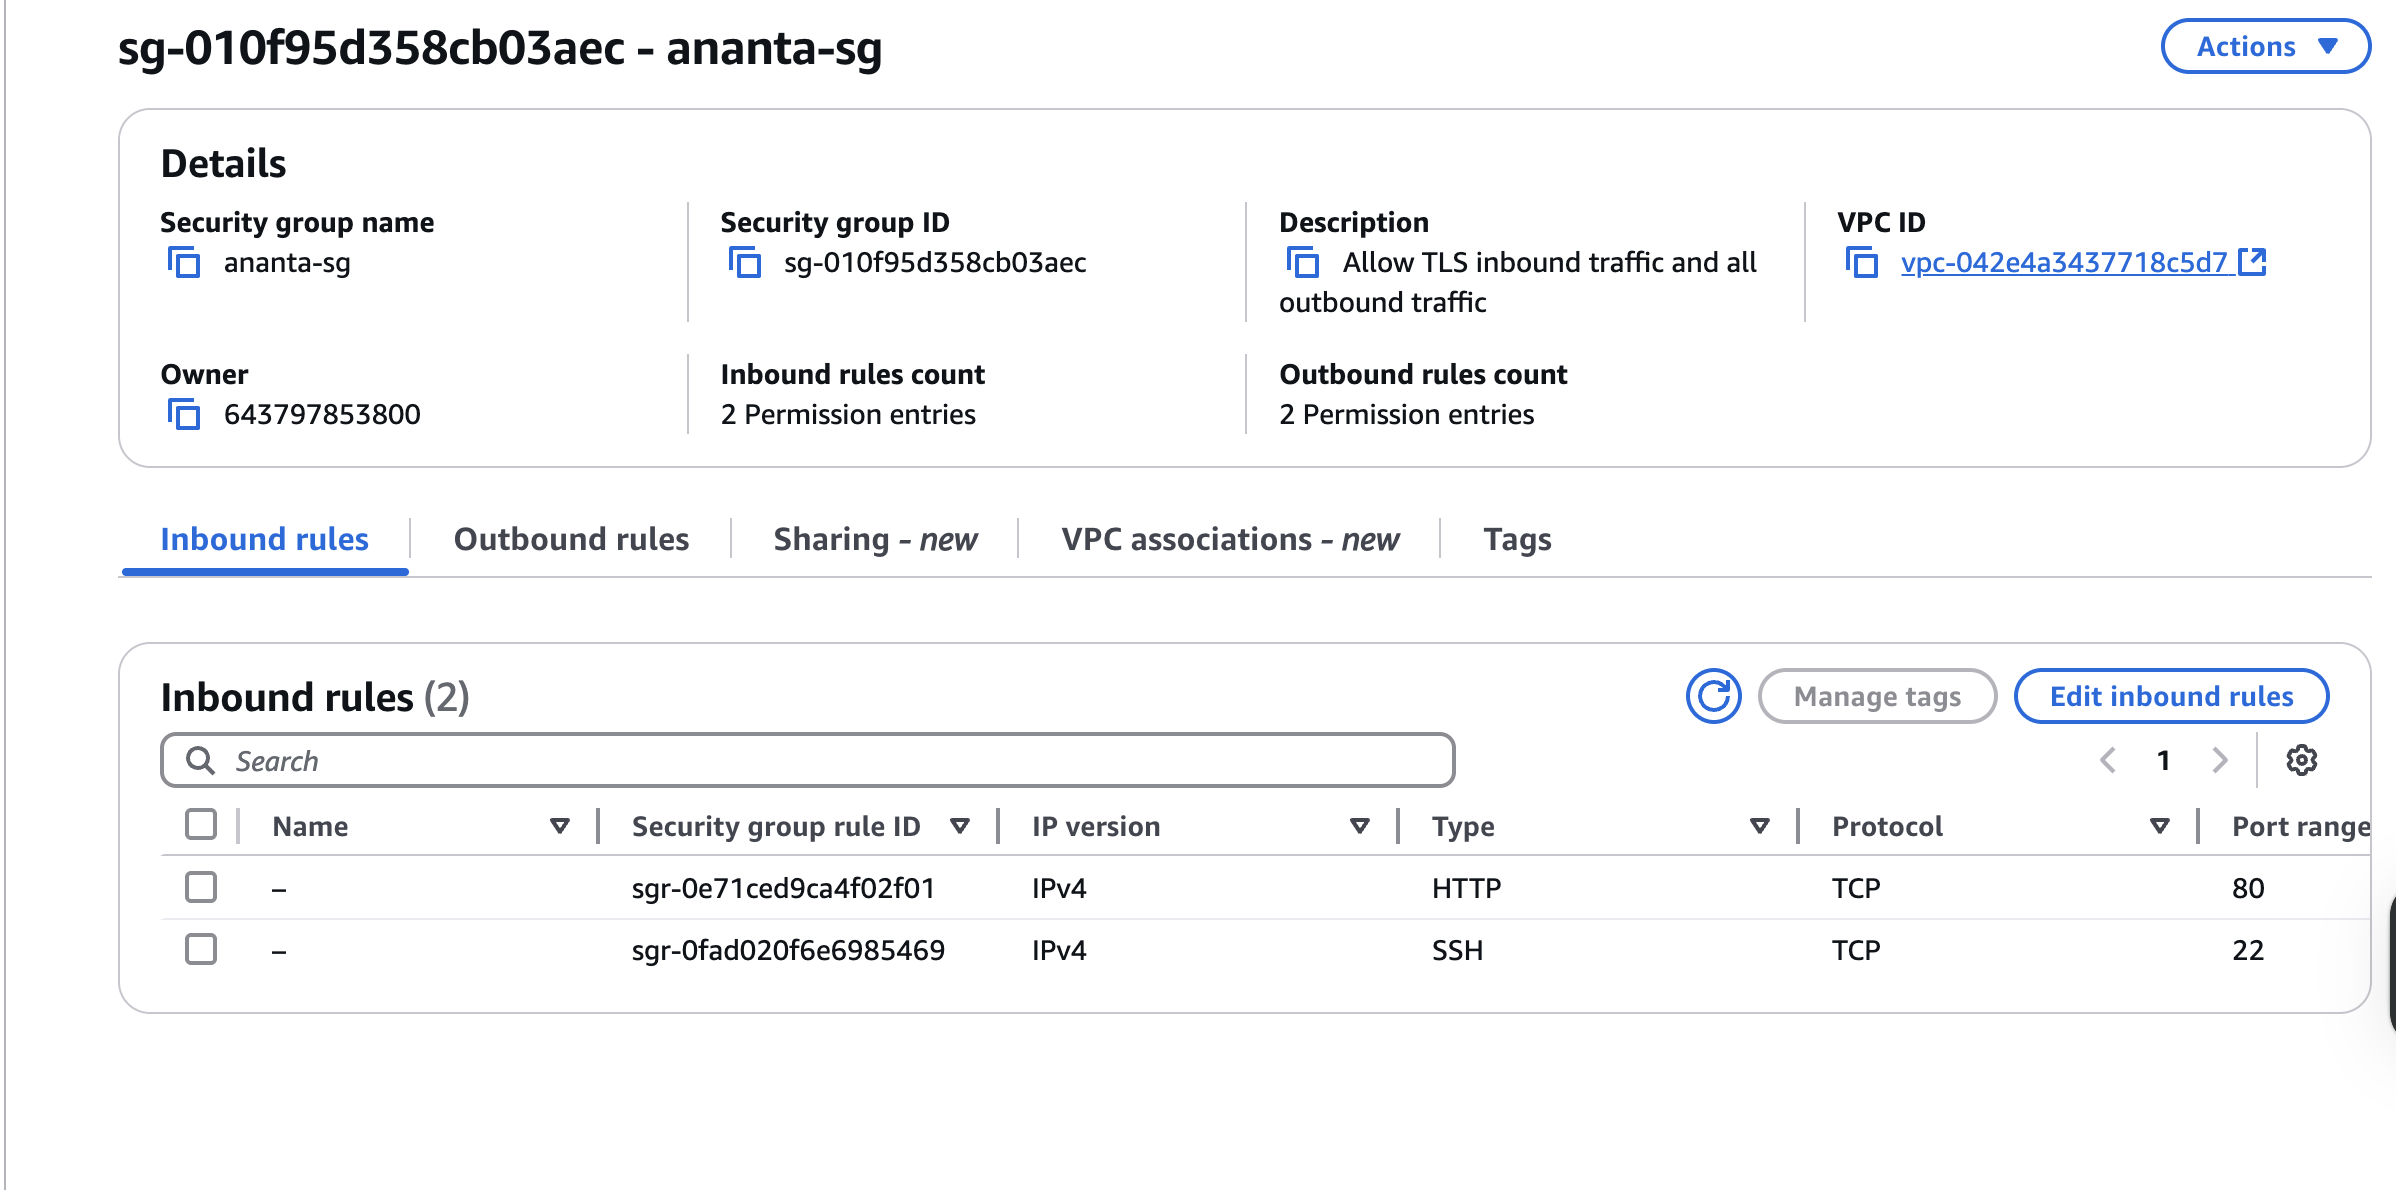 sg-010f95d358cb03aec - ananta-sg
Actions
Details
Security group name
ananta-sg
Security group ID
sg-010f95d358cb03aec
Description
Allow TLS inbound traffic and all
outbound traffic
VPC ID
vpc-042e4a3437718c5d7
Owner
643797853800
Inbound rules count
2 Permission entries
Outbound rules count
2 Permission entries
Inbound rules
Outbound rules
Sharing - new
VPC associations - new
Tags
Inbound rules (2)
Manage tags
Edit inbound rules
Search
1
Name
Security group rule ID
IP version
Type
Protocol
Port range
– sgr-0e71ced9ca4f02f01 IPv4 HTTP TCP 80
– sgr-0fad020f6e6985469 IPv4 SSH TCP 22